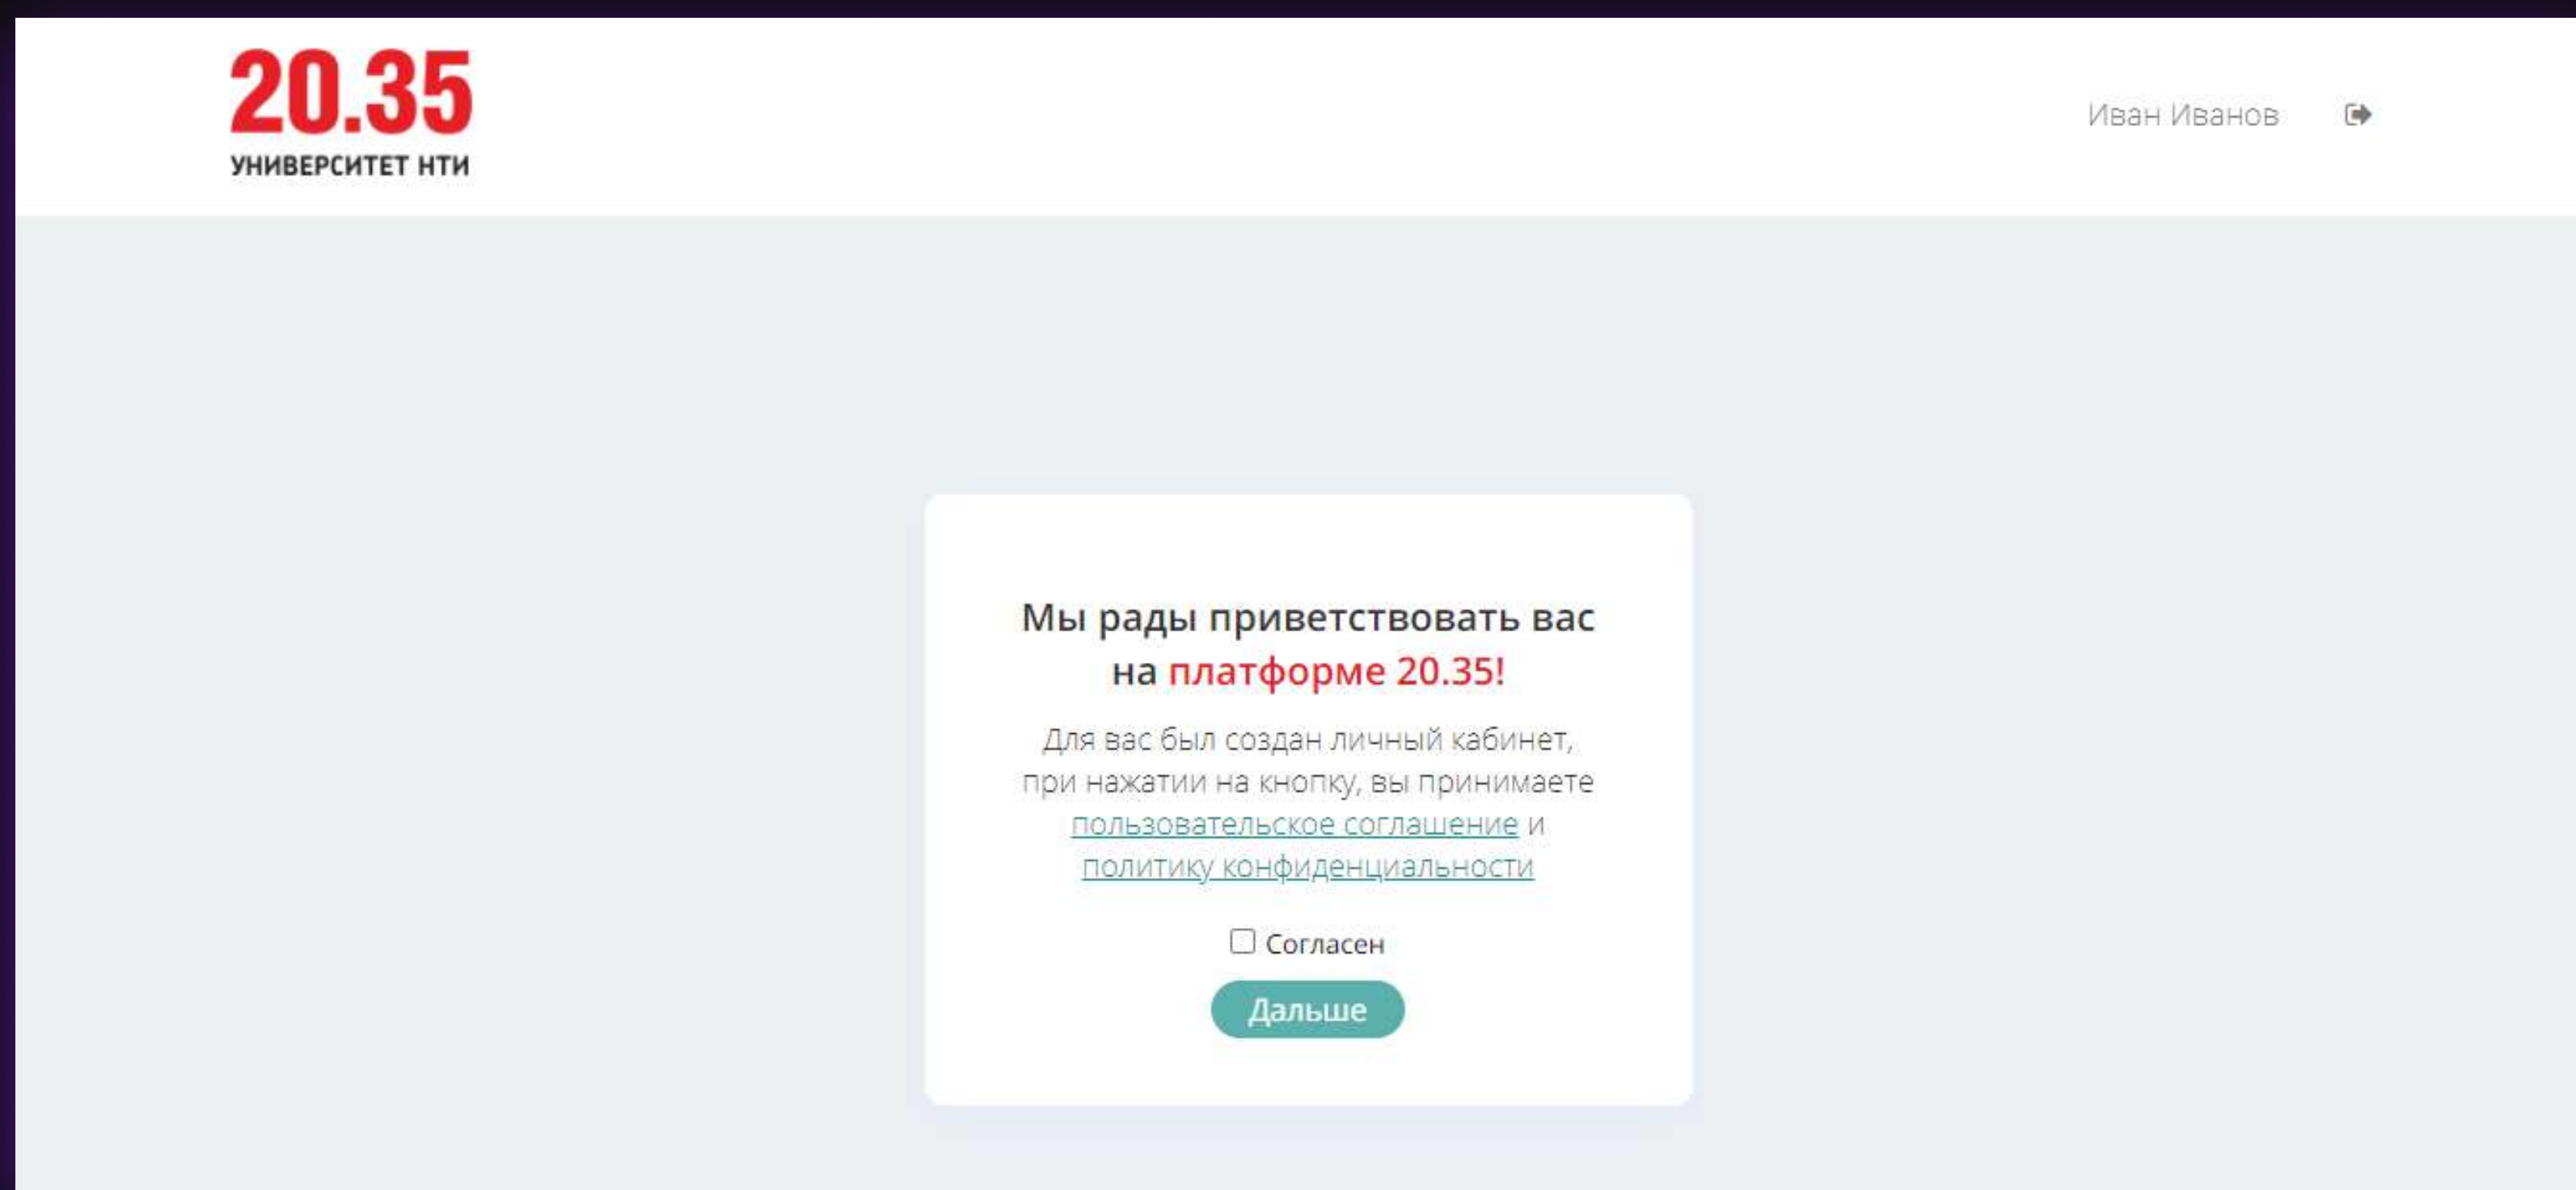 20.35
УНИВЕРСИТЕТ НТИ
Иван Иванов
Мы рады приветствовать вас
на платформе 20.35!
Для вас был создан личный кабинет,
при нажатии на кнопку, вы принимаете
пользовательское соглашение и
политику конфиденциальности
Согласен
Дальше